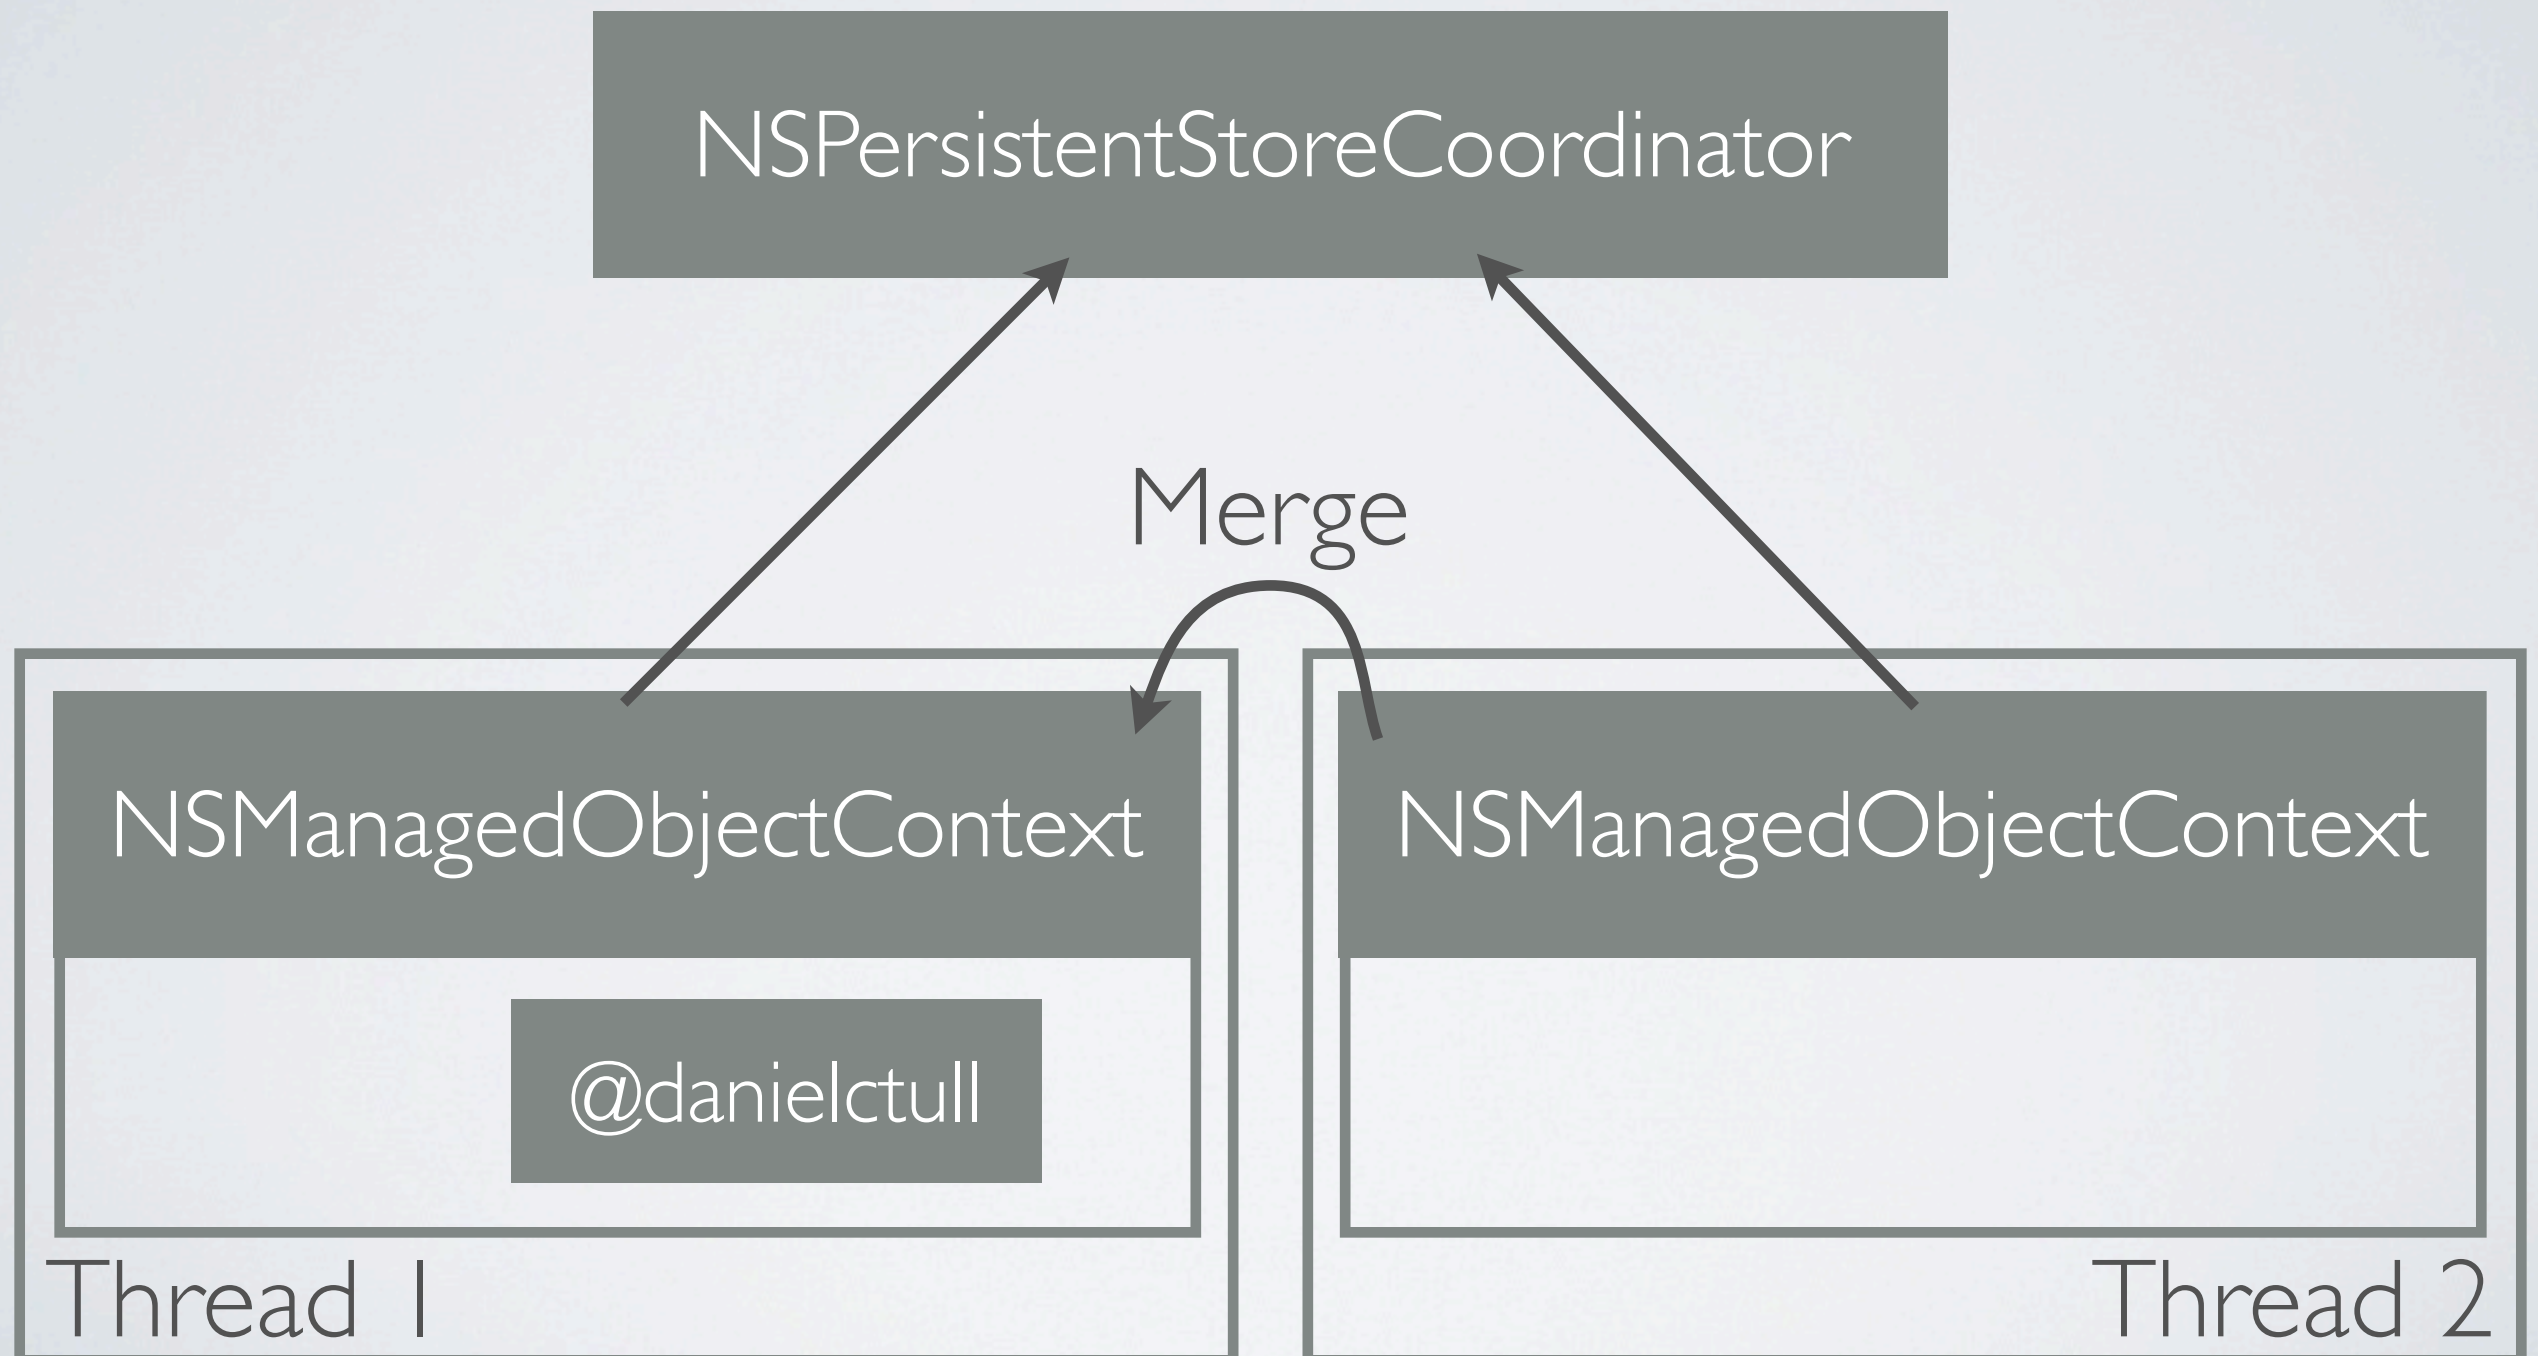 NSPersistentStoreCoordinator
Merge
NSManagedObjectContext
NSManagedObjectContext
@danielctull
Thread 1
Thread 2